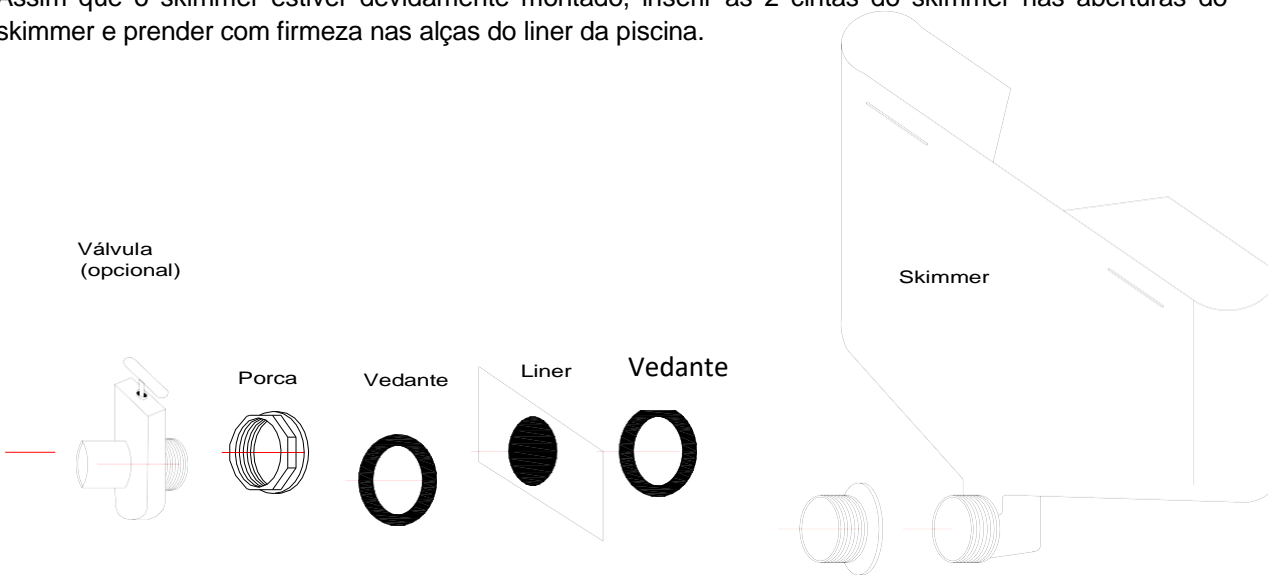 Assim que o skimmer estiver devidamente montado, inserir as 2 cintas do skimmer nas aberturas do
skimmer e prender com firmeza nas alças do liner da piscina.
Válvula
(opcional)
Skimmer
Porca
Vedante
Liner
Vedante